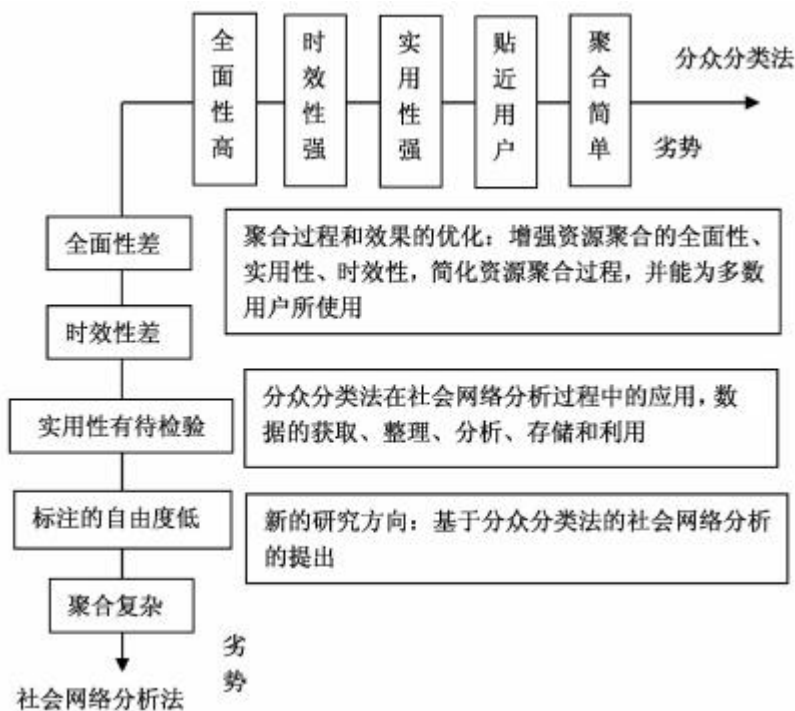 全面性高
时效性强
实用性强
贴近用户
聚合简单
分众分类法
劣势
全面性差
时效性差
实用性有待检验
标注的自由度低
聚合复杂
社会网络分析法
劣势
聚合过程和效果的优化：增强资源聚合的全面性、
实用性、时效性，简化资源聚合过程，并能为多数
用户所使用
分众分类法在社会网络分析过程中的应用，数
据的获取、整理、分析、存储和利用
新的研究方向：基于分众分类法的社会网络分析
的提出